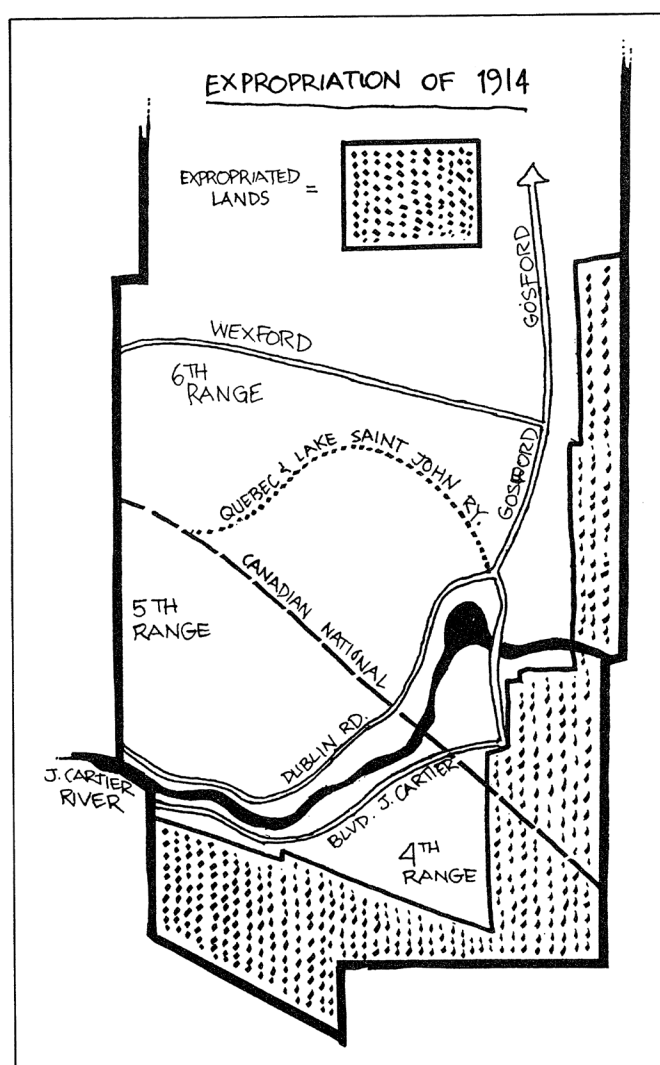 EXPROPRIATION OF 1914
EXPROPRIATED
LANDS =
GOSFORD
WEXFORD
6TH
RANGE
QUEBEC & LAKE SAINT JOHN RY.
GOSFORD
CANADIAN NATIONAL
5TH
RANGE
DUBLIN RD.
J. CARTIER
RIVER
BLVD. J. CARTIER
4TH
RANGE